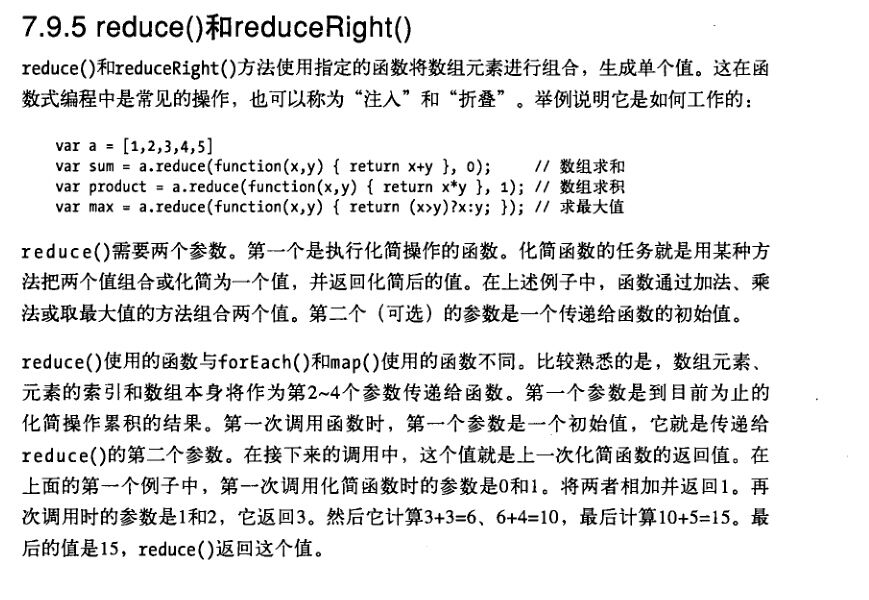 7.9.5 reduce()和reduceRight()
reduce()和reduceRight()方法使用指定的函数将数组元素进行组合，生成单个值。这在函
数式编程中是常见的操作，也可以称为“注入”和“折叠”。举例说明它是如何工作的：
var a = [1,2,3,4,5]
var sum = a.reduce(function(x,y) { return x+y }, 0);     // 数组求和
var product = a.reduce(function(x,y) { return x*y }, 1); // 数组求积
var max = a.reduce(function(x,y) { return (x>y)?x:y; }); // 求最大值
reduce()需要两个参数。第一个是执行化简操作的函数。化简函数的任务就是用某种方
法把两个值组合或化简为一个值，并返回化简后的值。在上述例子中，函数通过加法、乘
法或取最大值的方法组合两个值。第二个（可选）的参数是一个传递给函数的初始值。
reduce()使用的函数与forEach()和map()使用的函数不同。比较熟悉的是，数组元素、
元素的索引和数组本身将作为第2~4个参数传递给函数。第一个参数是到目前为止的
化简操作累积的结果。第一次调用函数时，第一个参数是一个初始值，它就是传递给
reduce()的第二个参数。在接下来的调用中，这个值就是上一次化简函数的返回值。在
上面的第一个例子中，第一次调用化简函数时的参数是0和1。将两者相加并返回1。再
次调用时的参数是1和2，它返回3。然后它计算3+3=6、6+4=10，最后计算10+5=15。最
后的值是15，reduce()返回这个值。